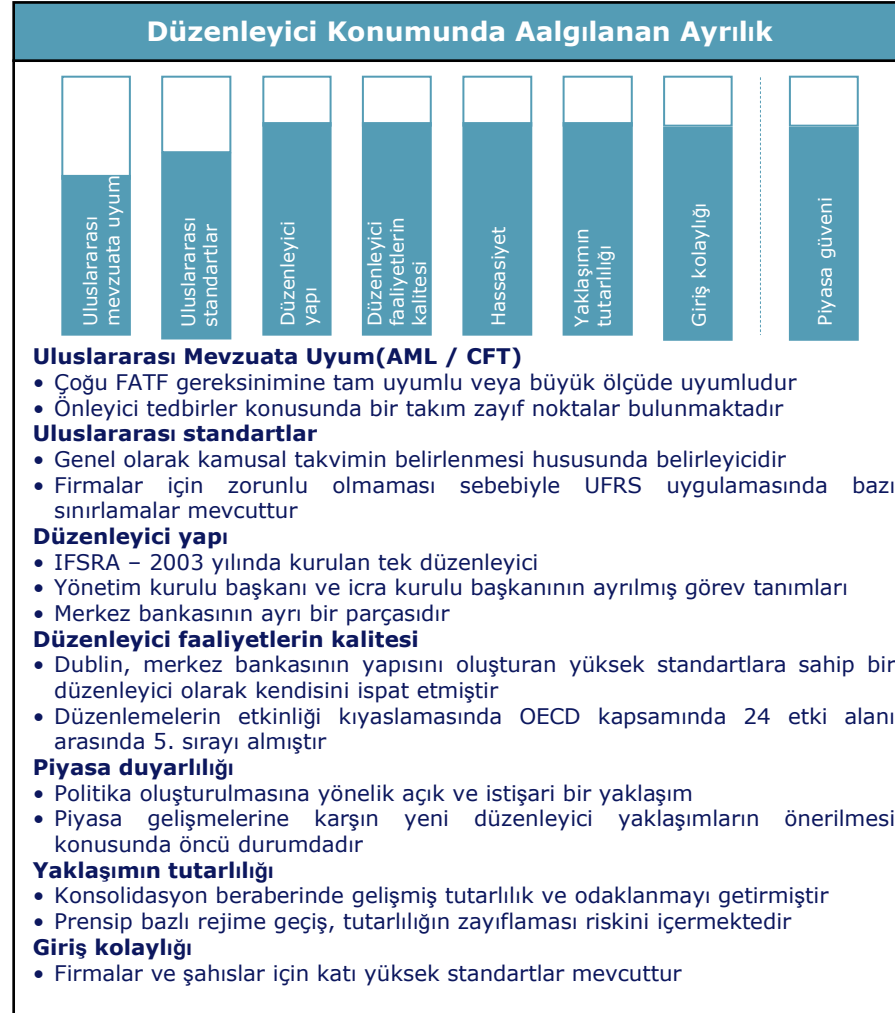 Düzenleyici Konumunda Aalgılanan Ayrılık
Uluslararası
mevzuata uyum
Uluslararası
standartlar
Düzenleyici
yapı
Düzenleyici
faaliyetlerin
kalitesi
Hassasiyet
Yaklaşımın
tutarlılığı
Giriş kolaylığı
Piyasa güveni
Uluslararası Mevzuata Uyum(AML / CFT)
• Çoğu FATF gereksinimine tam uyumlu veya büyük ölçüde uyumludur
• Önleyici tedbirler konusunda bir takım zayıf noktalar bulunmaktadır
Uluslararası standartlar
• Genel olarak kamusal takvimin belirlenmesi hususunda belirleyicidir
• Firmalar için zorunlu olmaması sebebiyle UFRS uygulamasında bazı
sınırlamalar mevcuttur
Düzenleyici yapı
• IFSRA – 2003 yılında kurulan tek düzenleyici
• Yönetim kurulu başkanı ve icra kurulu başkanının ayrılmış görev tanımları
• Merkez bankasının ayrı bir parçasıdır
Düzenleyici faaliyetlerin kalitesi
• Dublin, merkez bankasının yapısını oluşturan yüksek standartlara sahip bir
düzenleyici olarak kendisini ispat etmiştir
• Düzenlemelerin etkinliği kıyaslamasında OECD kapsamında 24 etki alanı
arasında 5. sırayı almıştır
Piyasa duyarlılığı
• Politika oluşturulmasına yönelik açık ve istişari bir yaklaşım
• Piyasa gelişmelerine karşın yeni düzenleyici yaklaşımların önerilmesi
konusunda öncü durumdadır
Yaklaşımın tutarlılığı
• Konsolidasyon beraberinde gelişmiş tutarlılık ve odaklanmayı getirmiştir
• Prensip bazlı rejime geçiş, tutarlılığın zayıflaması riskini içermektedir
Giriş kolaylığı
• Firmalar ve şahıslar için katı yüksek standartlar mevcuttur